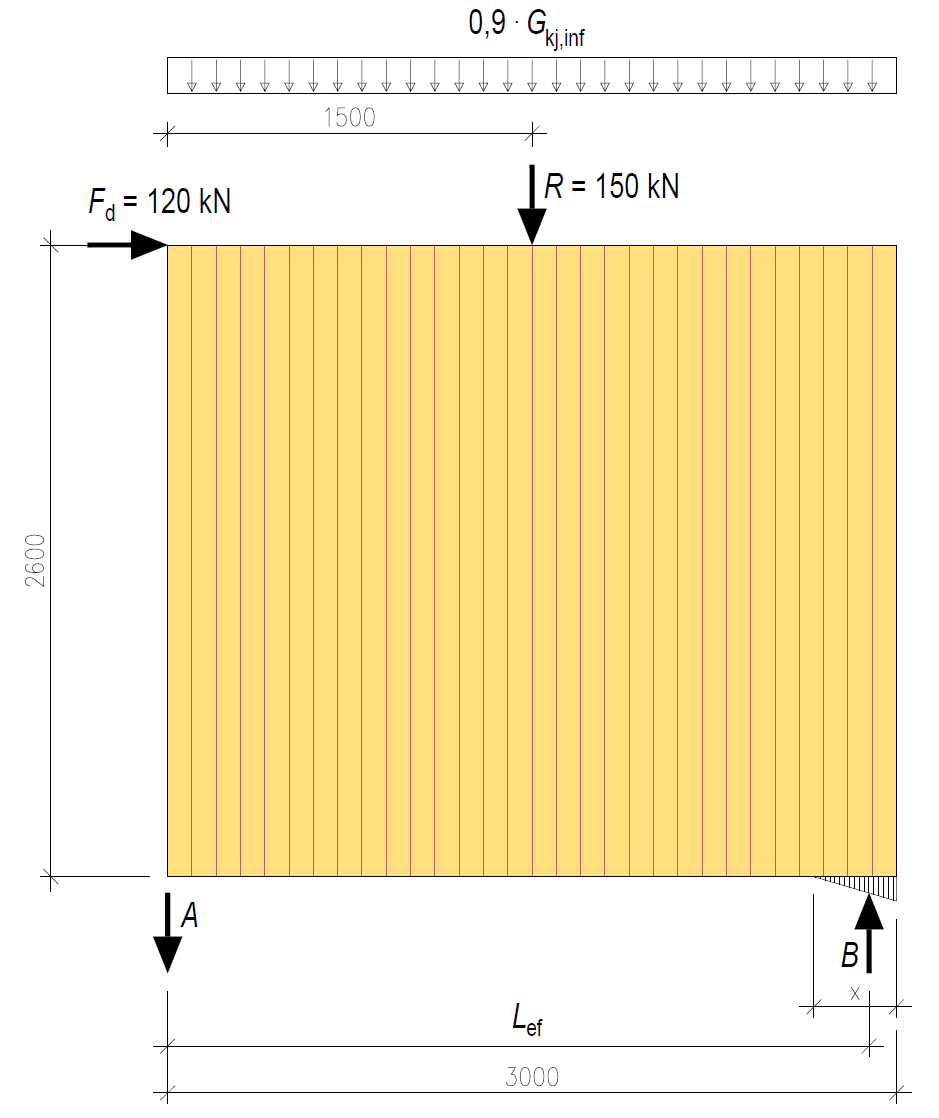 0,9 · Gkj,inf
1500
Fd = 120 kN
R = 150 kN
2600
A
B
x
Lef
3000